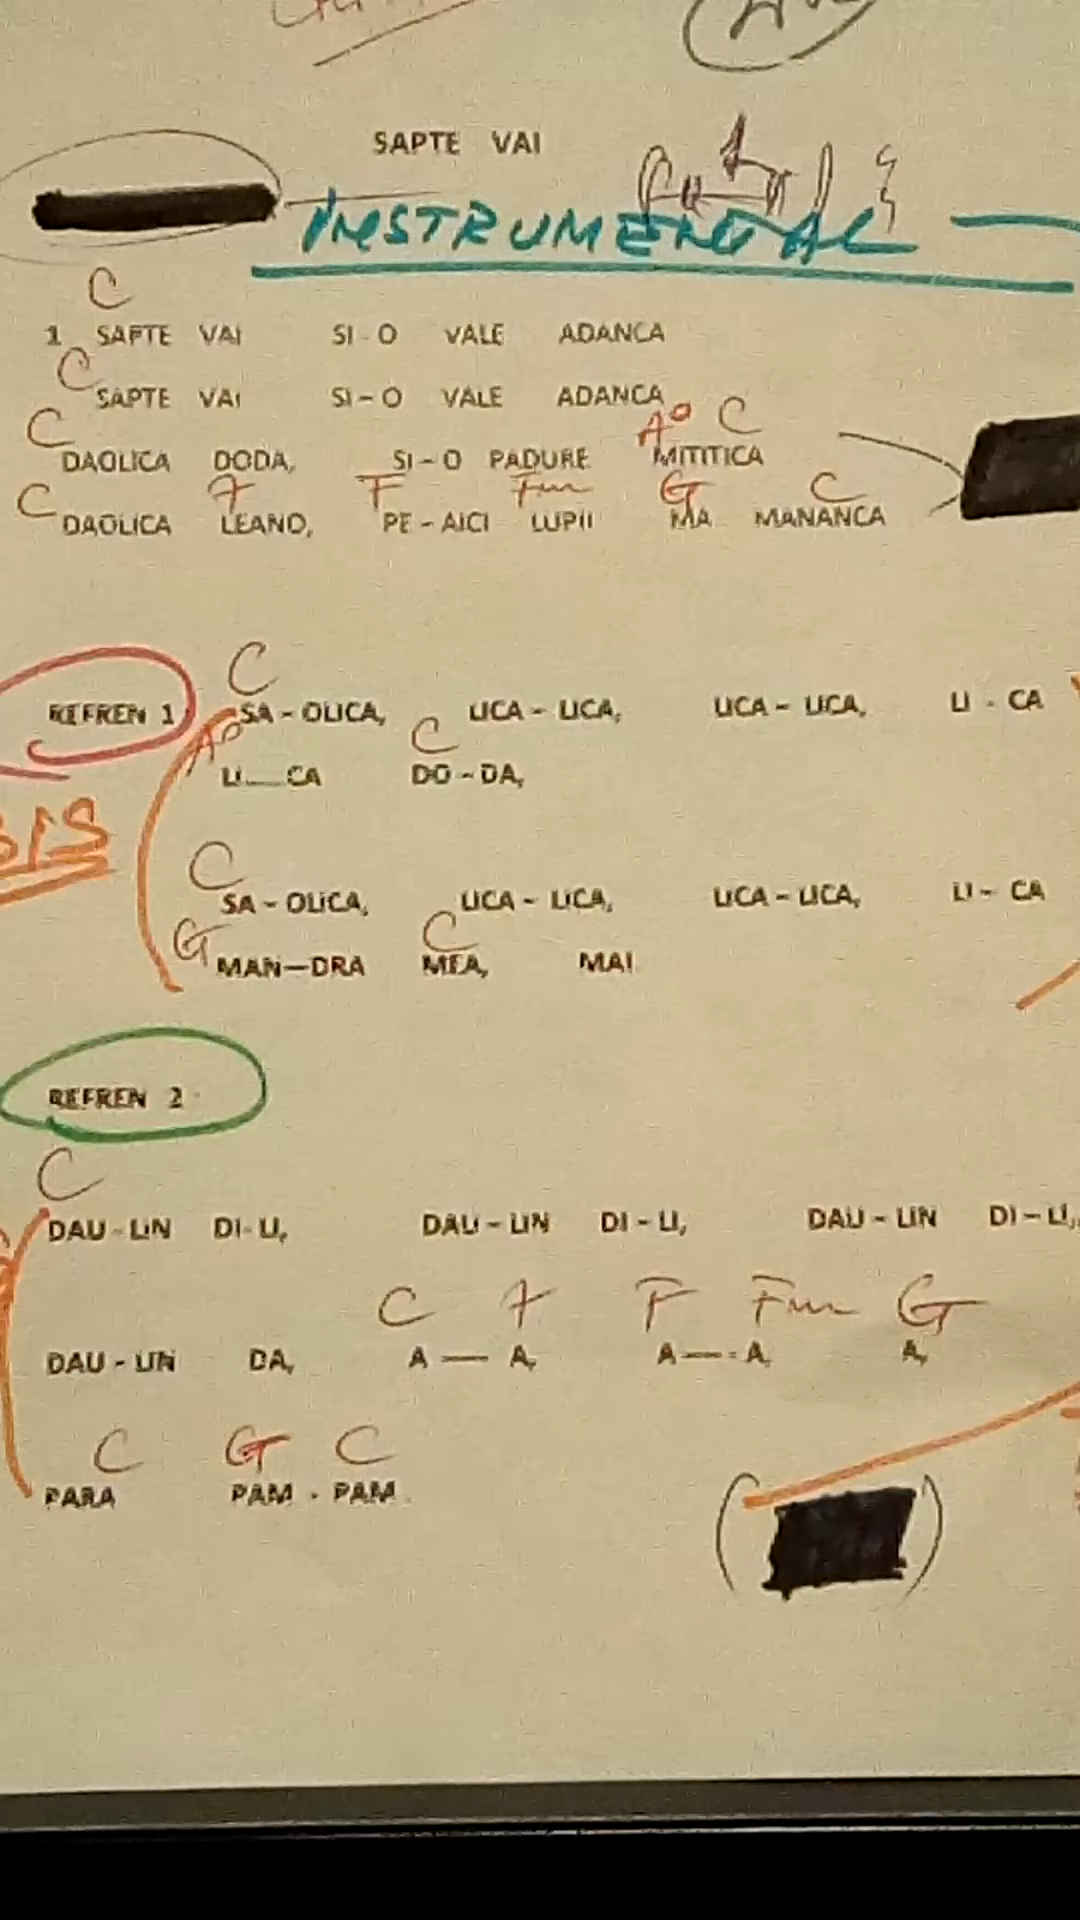 SAPTE VAI
INSTRUMENTAL
C
1 SAPTE VAI SI-O VALE ADANCA
C
SAPTE VAI SI-O VALE ADANCA
C A° C
DAOLICA DODA, SI-O PADURE MITITICA
C 7 F Fm G C
DAOLICA LEANO, PE-AICI LUPII MA MANANCA
C
REFREN 1 SA-OLICA, LICA-LICA, LICA-LICA, LI-CA
A° C
LI__CA DO-DA,
BIS
C
SA-OLICA, LICA-LICA, LICA-LICA, LI-CA
G C
MAN—DRA MEA, MAI
REFREN 2
C
DAU-LIN DI-LI, DAU-LIN DI-LI, DAU-LIN DI-LI,
C 7 F Fm G
DAU-LIN DA, A—A, A—A, A,
C G C
PARA PAM-PAM